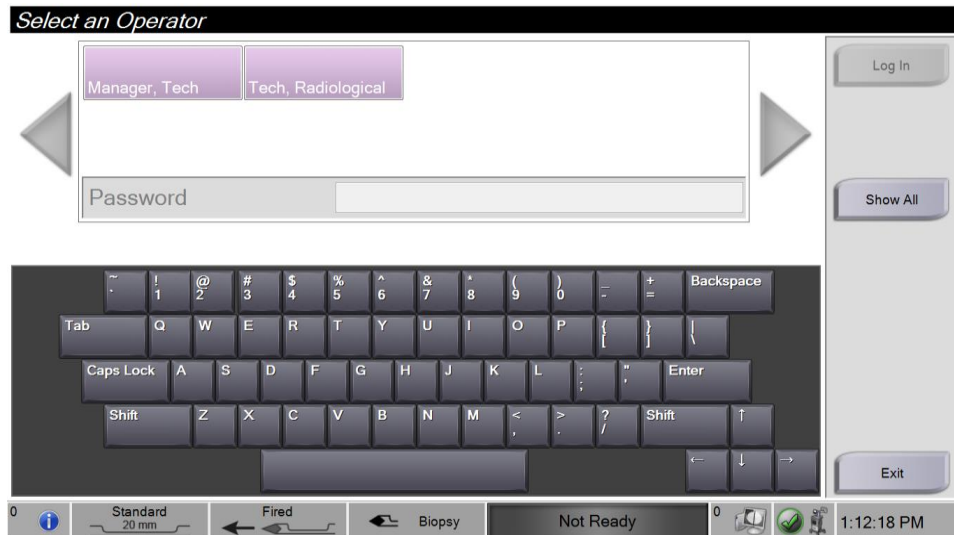 Select an Operator
Manager, Tech
Tech, Radiological
Log In
Password
Show All
~ ! @ # $ % ^ & * ( ) _ + Backspace
` 1 2 3 4 5 6 7 8 9 0 - =
Tab Q W E R T Y U I O P { } |
[ ] \
Caps Lock A S D F G H J K L : " Enter
; '
Shift Z X C V B N M < > ? Shift ↑
, . /
← ↓ →
Exit
0 Standard Fired Biopsy Not Ready 0 1:12:18 PM
20 mm